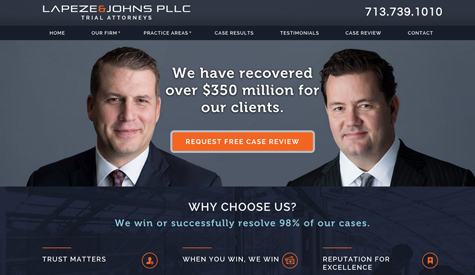 LAPEZE&JOHNS PLLC
TRIAL ATTORNEYS
713.739.1010
HOME OUR FIRM PRACTICE AREAS CASE RESULTS TESTIMONIALS CASE REVIEW CONTACT
We have recovered
over $350 million for
our clients.
REQUEST FREE CASE REVIEW
WHY CHOOSE US?
We win or successfully resolve 98% of our cases.
TRUST MATTERS
WHEN YOU WIN, WE WIN
REPUTATION FOR
EXCELLENCE